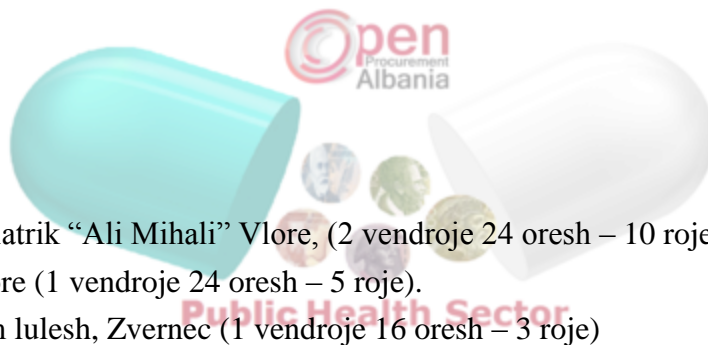 Open
Procurement
Albania
atrik “Ali Mihali” Vlore, (2 vendroje 24 oresh – 10 roje
re (1 vendroje 24 oresh – 5 roje).
lulesh, Zvernec (1 vendroje 16 oresh – 3 roje)
Public Health Sector